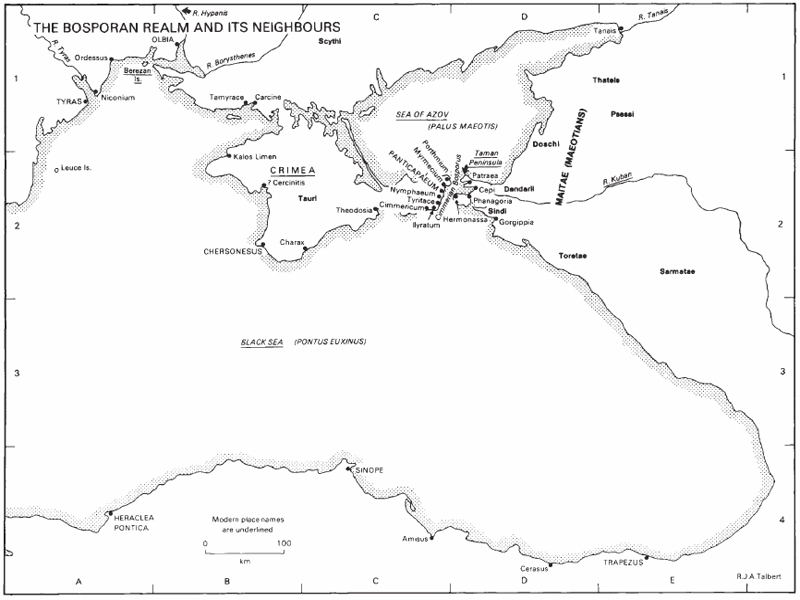 THE BOSPORAN REALM AND ITS NEIGHBOURS
C
D
E
R. Hypanis
R. Tyras
OLBIA
R. Borysthenes
Scythi
Tanais
R. Tanais
Ordessus
Berezan
Is.
1
1
TYRAS
Niconium
Tamyrace
Carcine
SEA OF AZOV
(PALUS MAEOTIS)
Thatele
Psessi
Doschi
MAITAE (MAEOTIANS)
Leuce Is.
Kalos Limen
CRIMEA
? Cercinitis
Tauri
Porthmium
Myrmecium
PANTICAPAEUM
Nymphaeum
Tyritace
Cimmericum
Ilyratum
Cimmerian Bosporus
Taman
Peninsula
Patraea
Cepi
Phanagoria
Hermonassa
Dandarii
Sindi
Gorgippia
R. Kuban
Theodosia
2
2
CHERSONESUS
Charax
Toretae
Sarmatae
BLACK SEA (PONTUS EUXINUS)
3
3
SINOPE
HERACLEA
PONTICA
Modern place names
are underlined
0 100
km
Amisus
Cerasus
TRAPEZUS
4
A
B
C
D
E
R.J.A Talbert